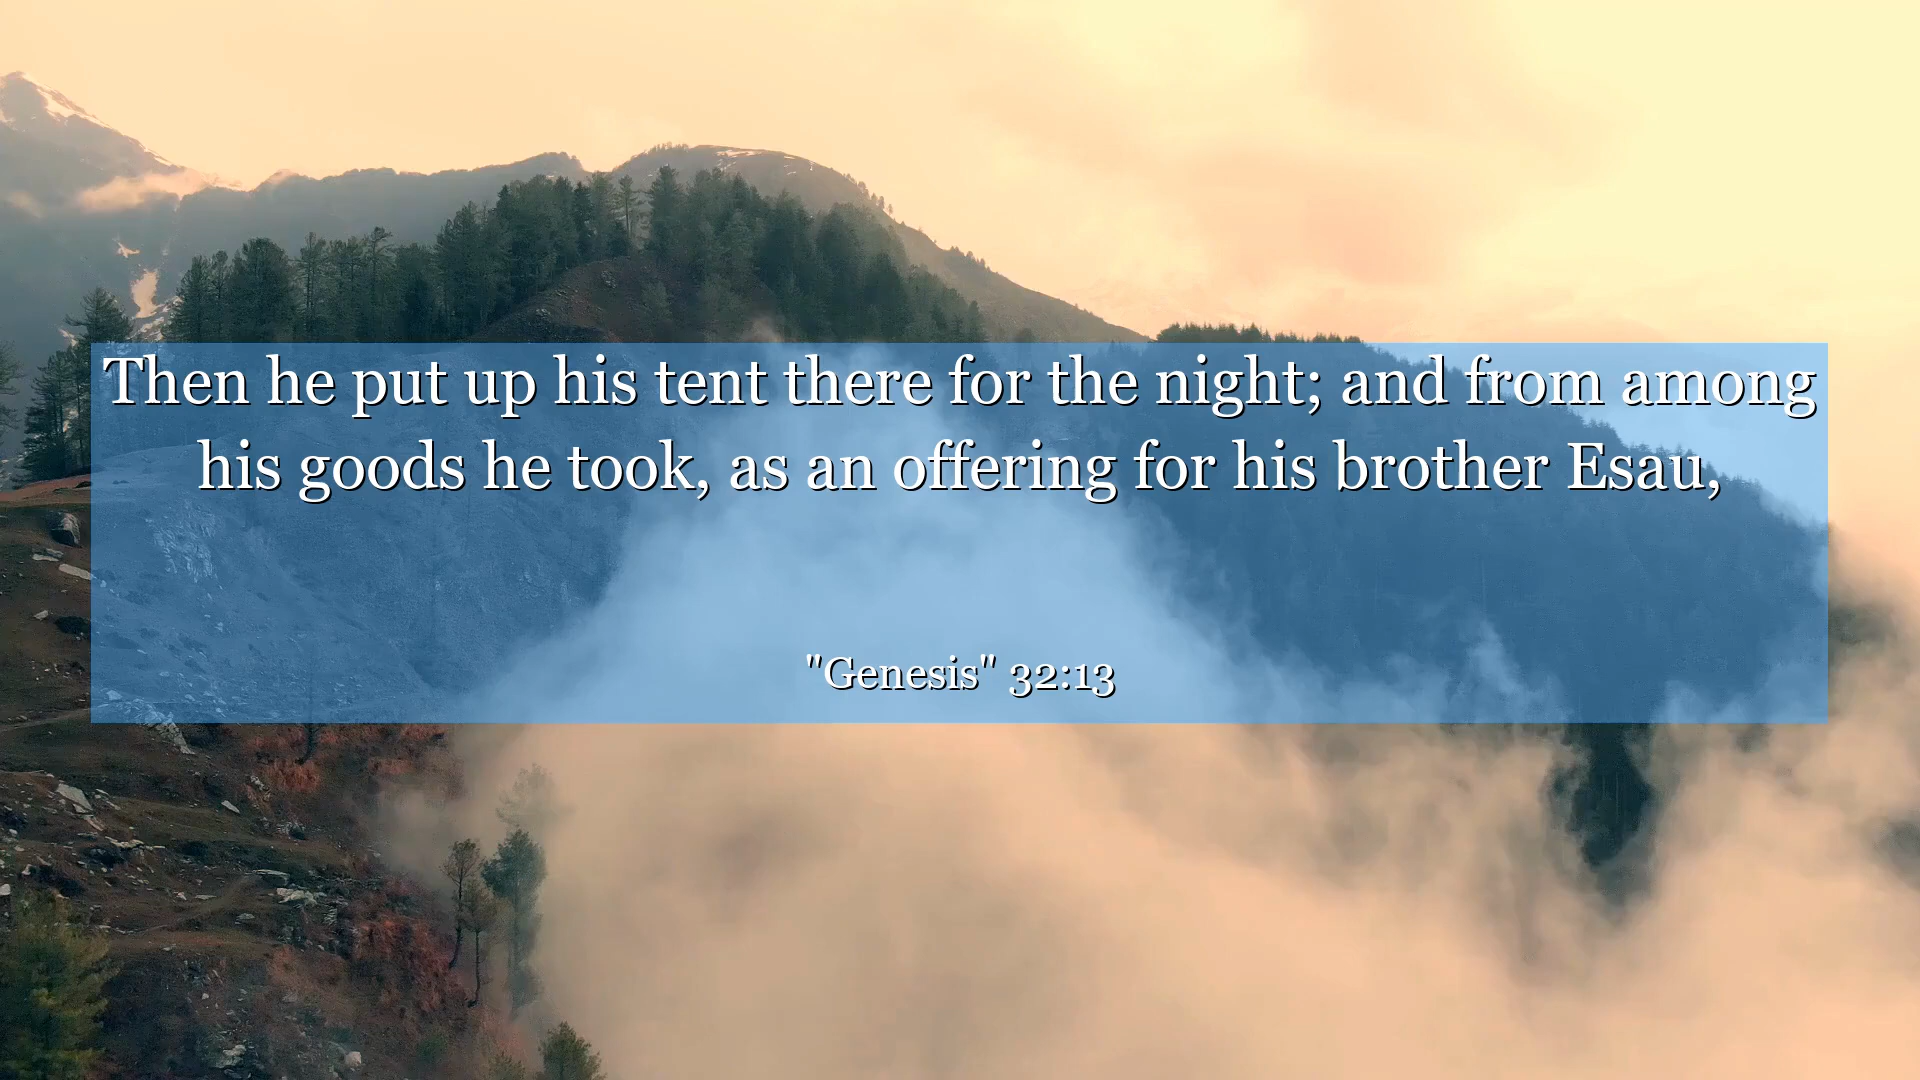 Then he put up his tent there for the night; and from among
his goods he took, as an offering for his brother Esau,
"Genesis" 32:13